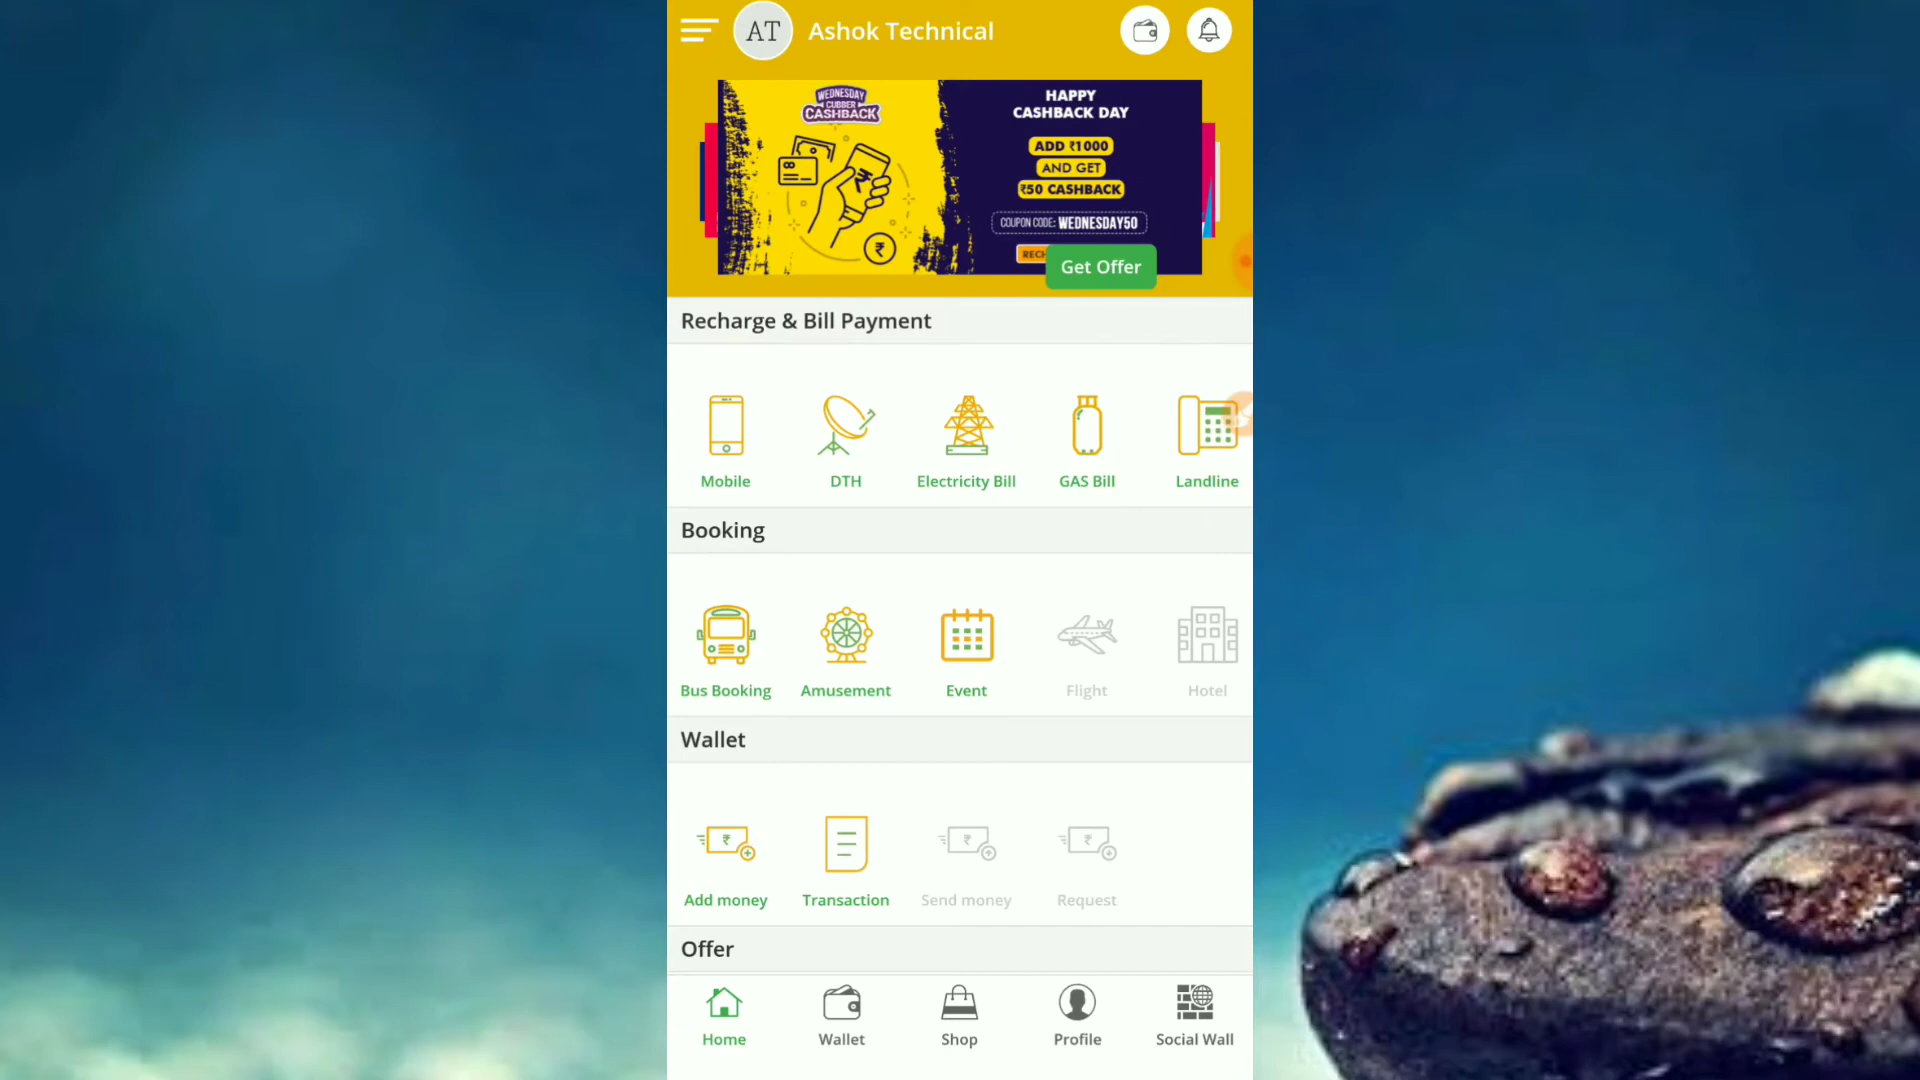 AT
Ashok Technical
WEDNESDAY
CUBBER
CASHBACK
HAPPY
CASHBACK DAY
ADD ₹1000
AND GET
₹50 CASHBACK
COUPON CODE: WEDNESDAY50
RECH
Get Offer
Recharge & Bill Payment
Mobile
DTH
Electricity Bill
GAS Bill
Landline
Booking
Bus Booking
Amusement
Event
Flight
Hotel
Wallet
Add money
Transaction
Send money
Request
Offer
Home
Wallet
Shop
Profile
Social Wall